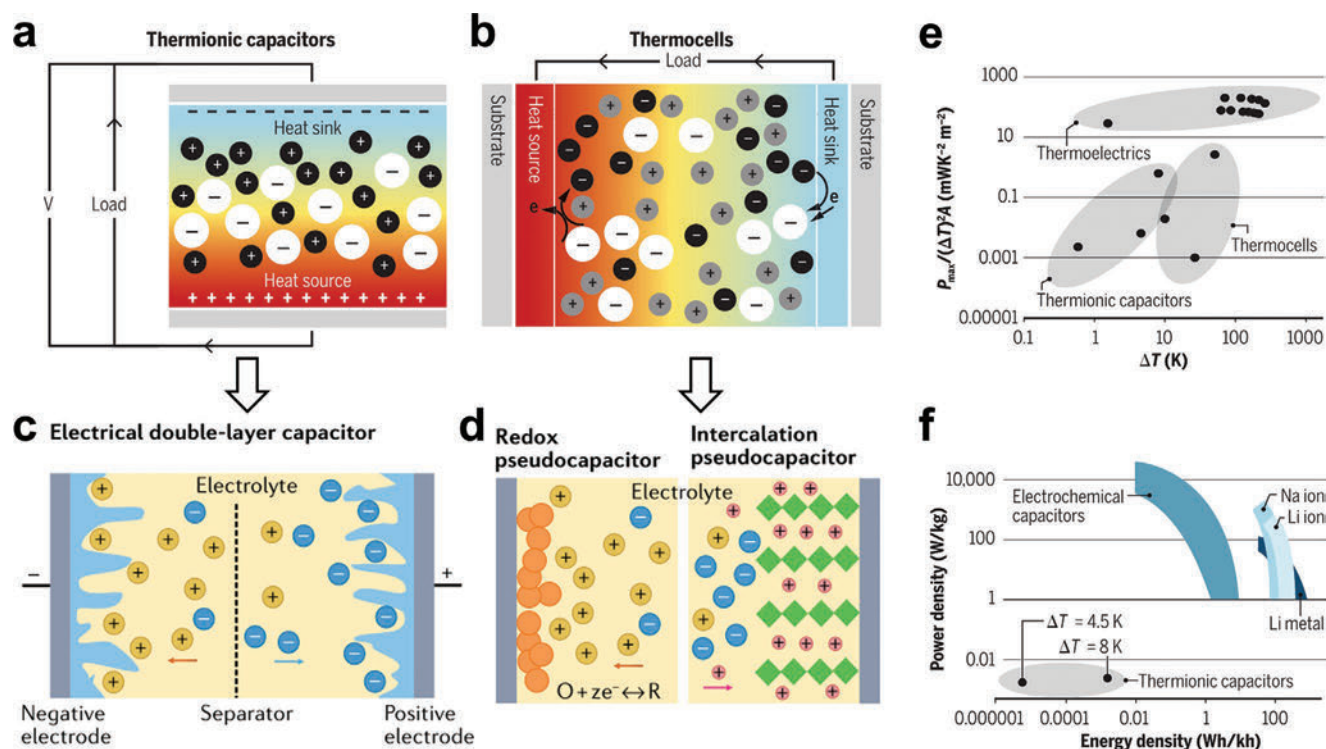 a
Thermionic capacitors
V
Load
Heat sink
Heat source
b
Thermocells
Load
Substrate
Heat source
Heat sink
Substrate
e
e
c
Electrical double-layer capacitor
Electrolyte
−
+
Negative
electrode
Separator
Positive
electrode
d
Redox
pseudocapacitor
Intercalation
pseudocapacitor
Electrolyte
O + ze⁻ ↔ R
e
Pmax/(ΔT)²A (mWK⁻² m⁻²)
1000
10
0.1
0.001
0.00001
Thermoelectrics
Thermocells
Thermionic capacitors
0.1 1 10 100 1000
ΔT (K)
f
Power density (W/kg)
10,000
100
1
0.01
0.000001 0.0001 0.01 1 100
Electrochemical
capacitors
Na ion
Li ion
Li metal
ΔT = 4.5 K
ΔT = 8 K
Thermionic capacitors
Energy density (Wh/kh)